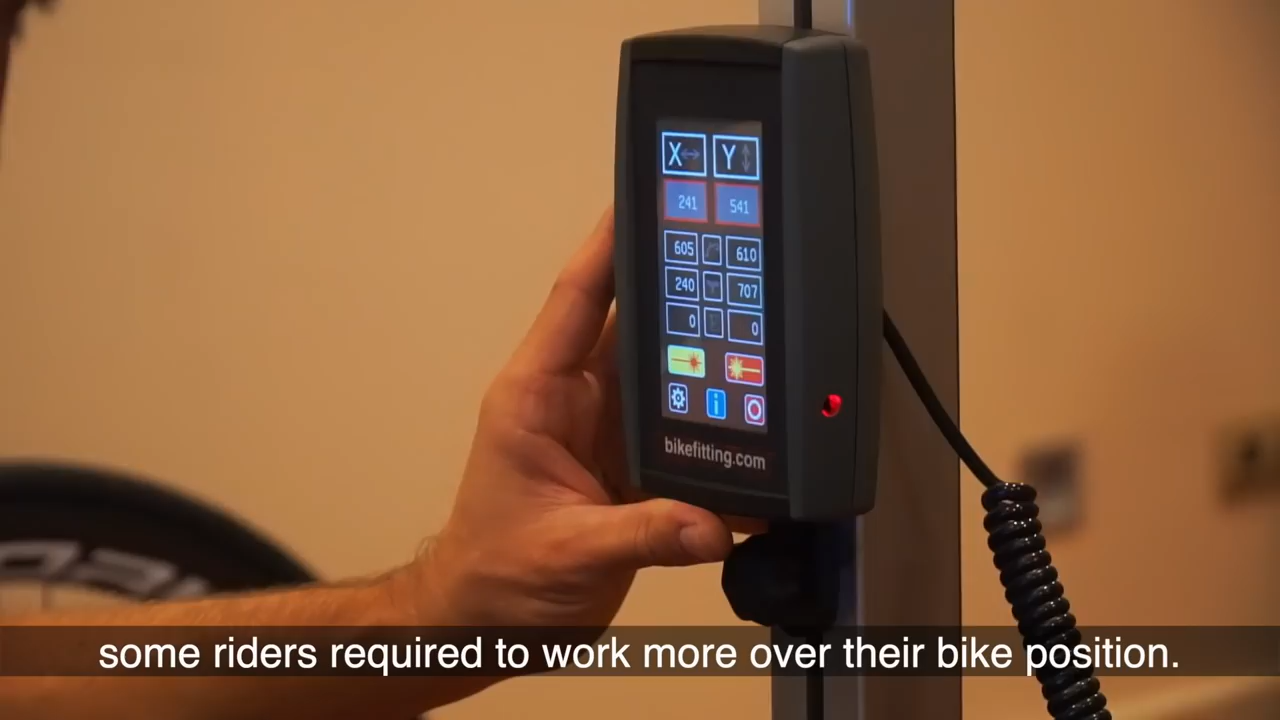 X Y
241 541
605 610
240 707
0 0
i
bikefitting.com
some riders required to work more over their bike position.